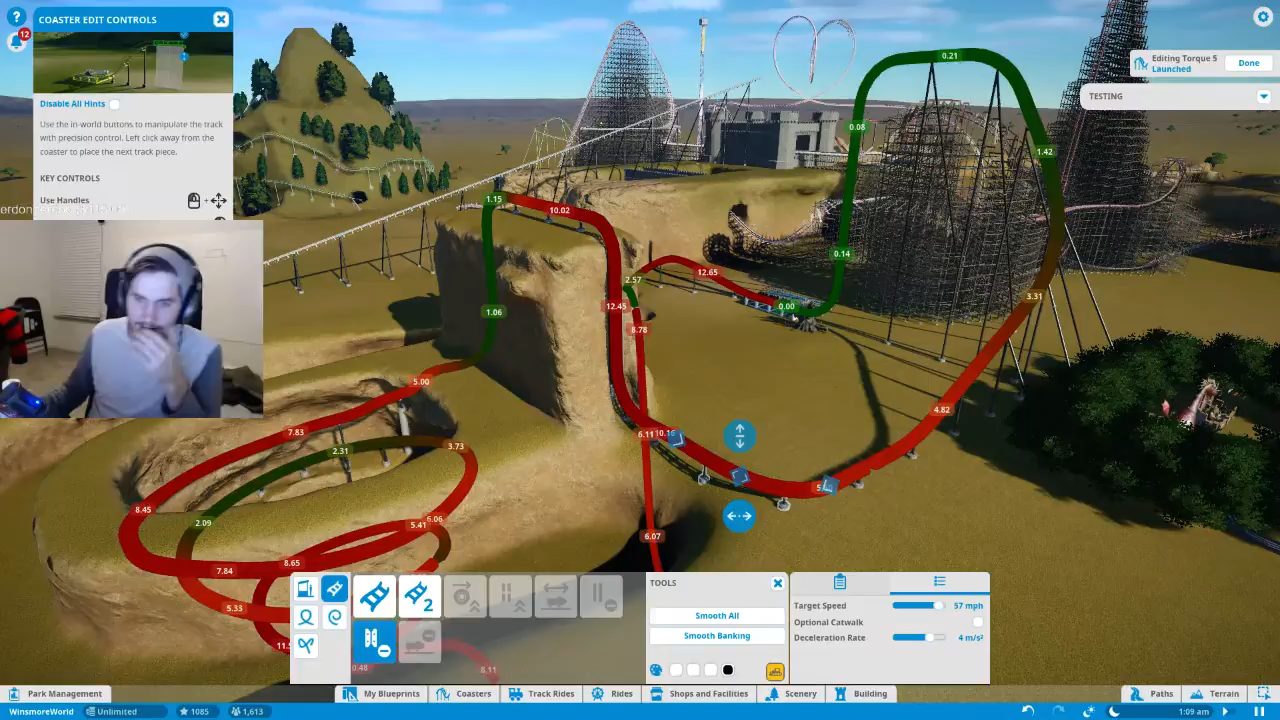 COASTER EDIT CONTROLS
12
Disable All Hints
Use the in-world buttons to manipulate the track
with precision control. Left click away from the
coaster to place the next track piece.
KEY CONTROLS
Use Handles
Editing Torque 5
Launched
Done
TESTING
0.21
0.08
1.42
1.15
10.02
0.14
2.57
12.65
0.00
3.31
1.06
12.45
8.78
5.00
4.82
7.83
2.31
3.73
6.11
8.45
2.09
5.41
6.06
6.07
8.65
7.84
5.33
0.48
8.11
2
TOOLS
Smooth All
Smooth Banking
Target Speed
57 mph
Optional Catwalk
Deceleration Rate
4 m/s²
Park Management
My Blueprints
Coasters
Track Rides
Rides
Shops and Facilities
Scenery
Building
Paths
Terrain
WinsmoreWorld
Unlimited
1085
1,613
1:09 am